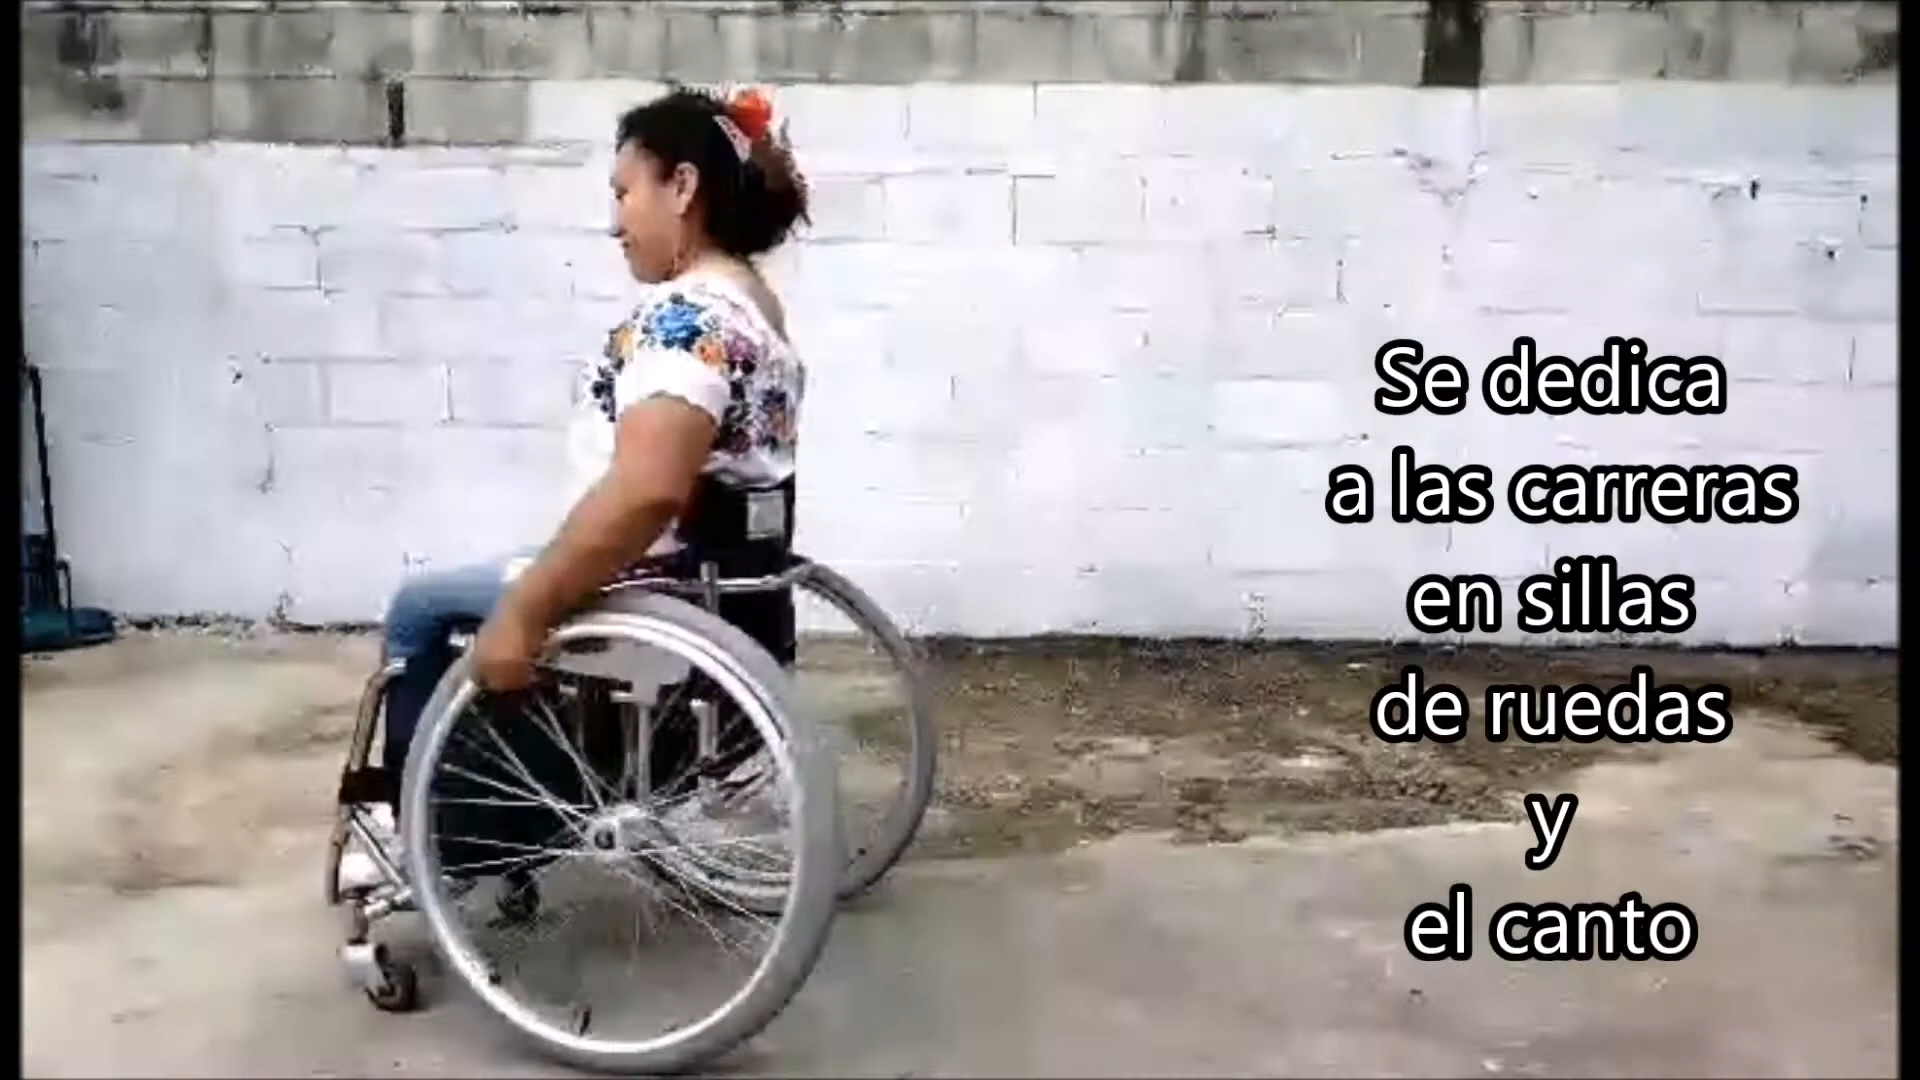 Se dedica
a las carreras
en sillas
de ruedas
y
el canto